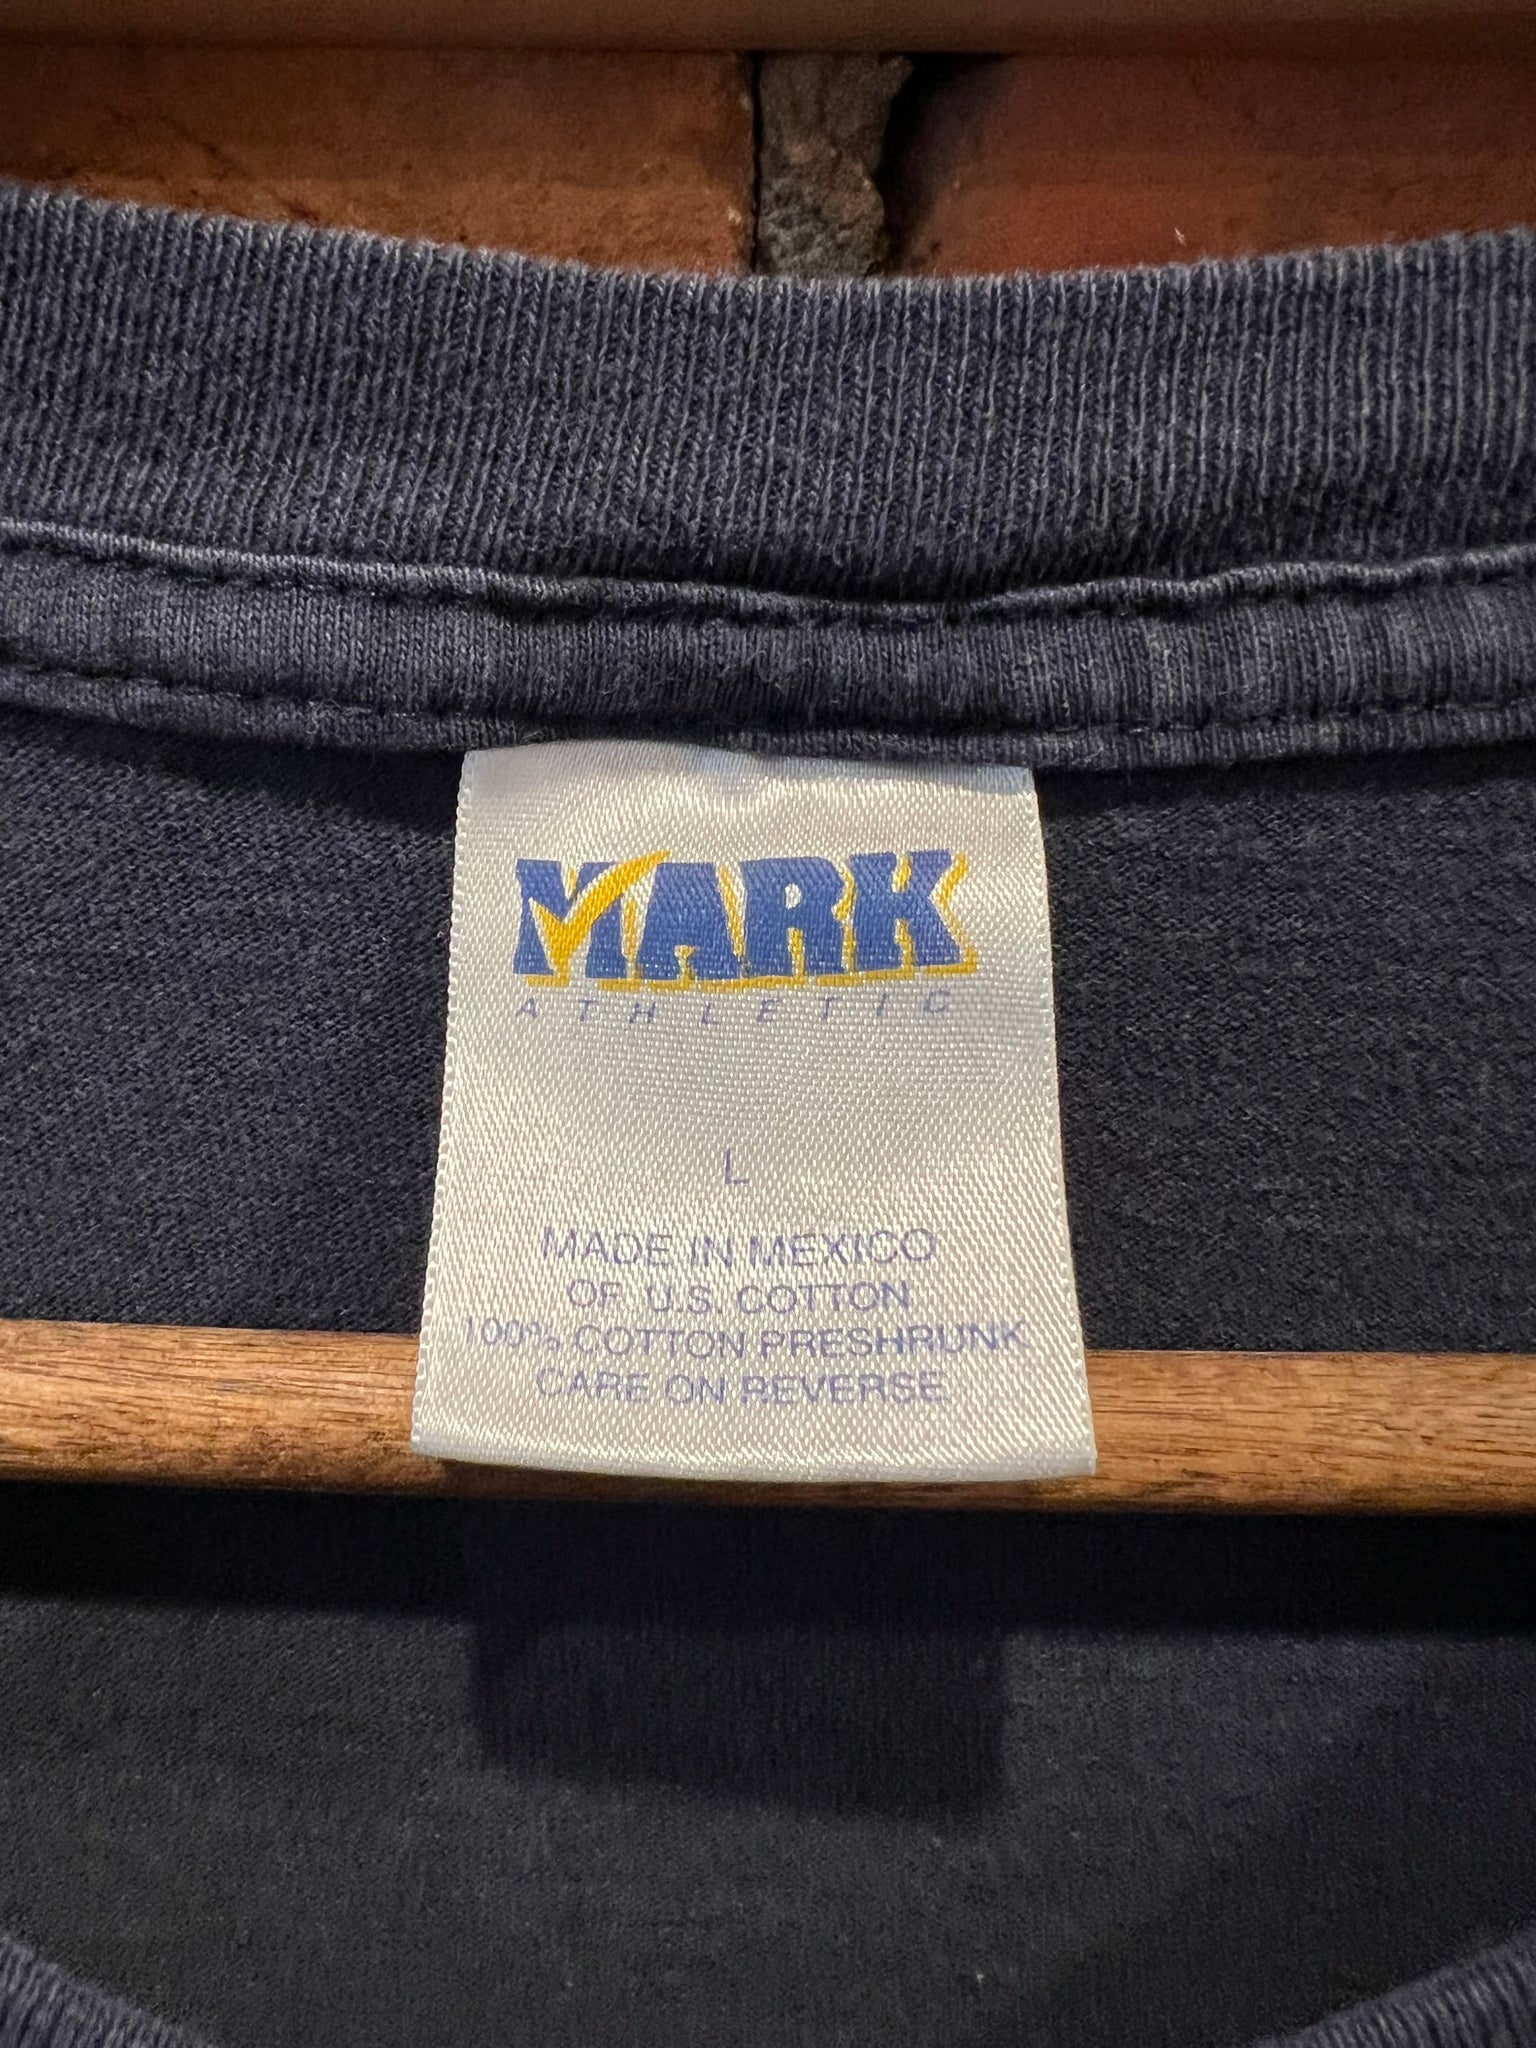 MARK
ATHLETIC
L
MADE IN MEXICO
OF U.S. COTTON
100% COTTON PRESHRUNK
CARE ON REVERSE